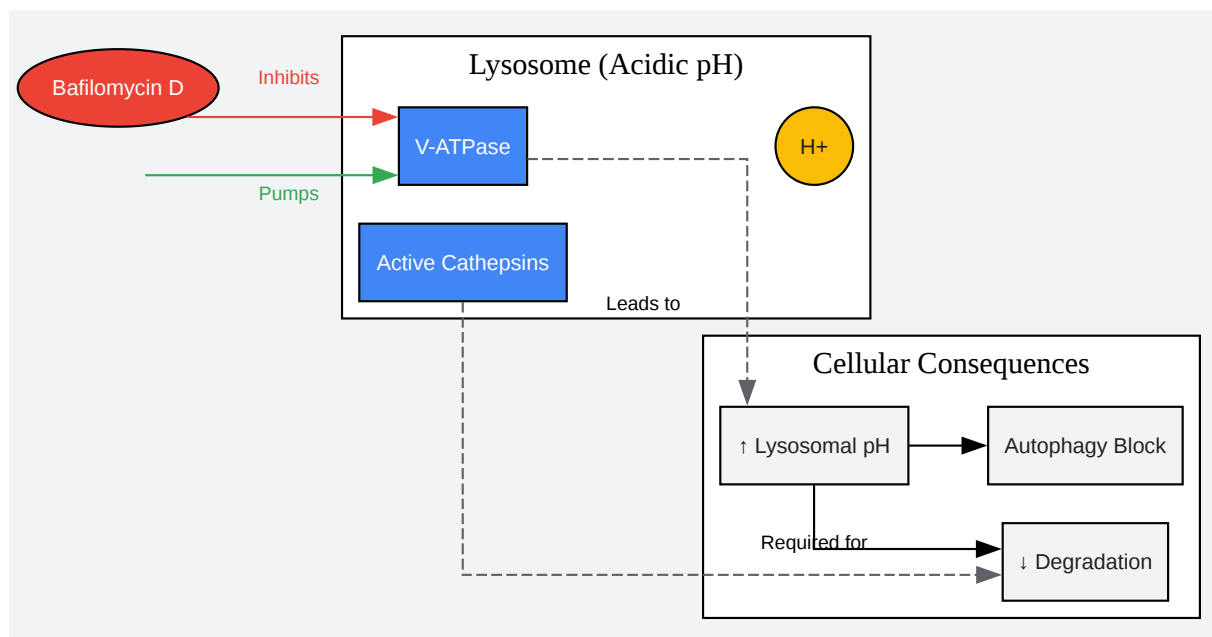 Lysosome (Acidic pH)
Bafilomycin D
Inhibits
V-ATPase
H+
Pumps
Active Cathepsins
Leads to
Cellular Consequences
↑ Lysosomal pH
Autophagy Block
Required for
↓ Degradation